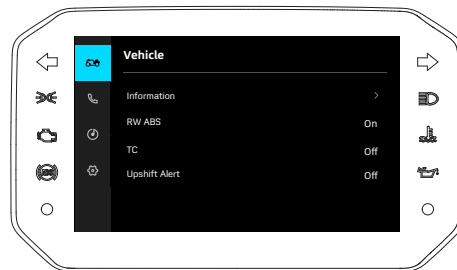 Vehicle
Information
RW ABS On
TC Off
Upshift Alert Off